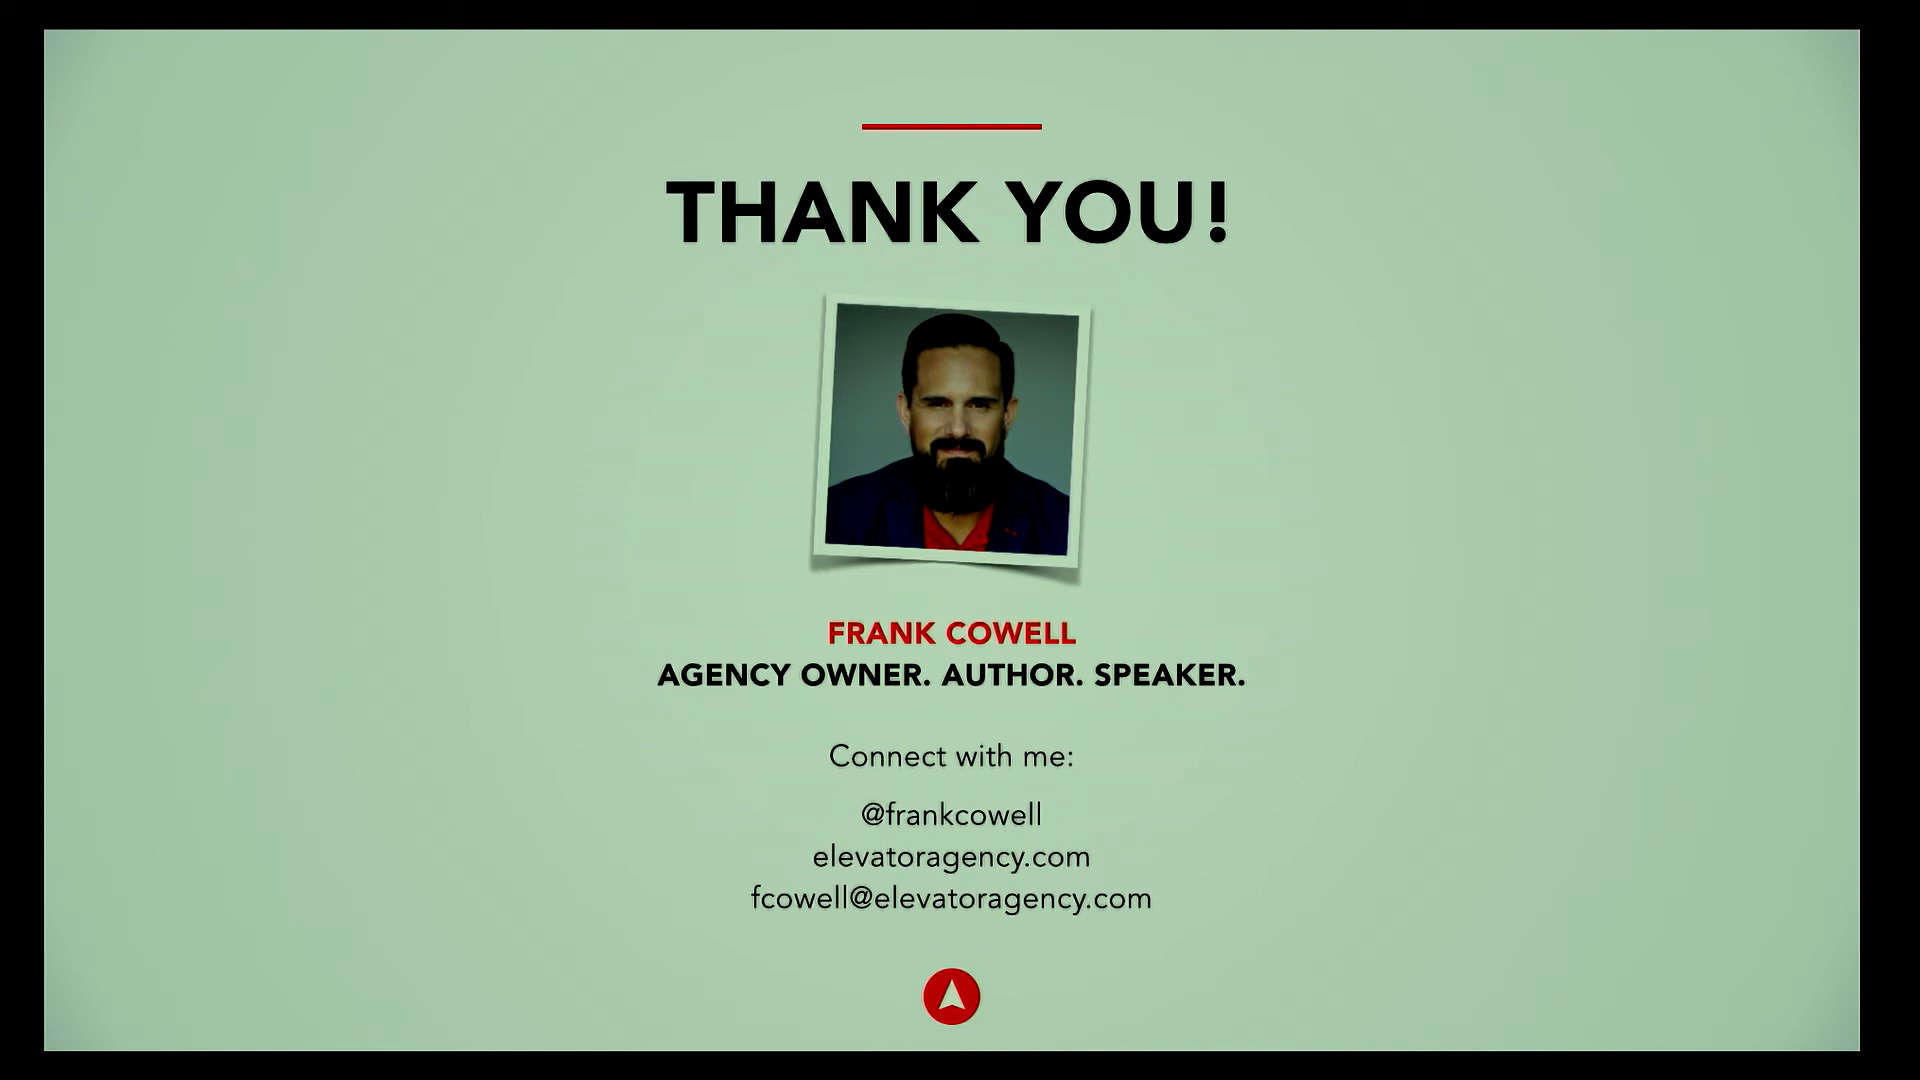 THANK YOU!
FRANK COWELL
AGENCY OWNER. AUTHOR. SPEAKER.
Connect with me:
@frankcowell
elevatoragency.com
fcowell@elevatoragency.com